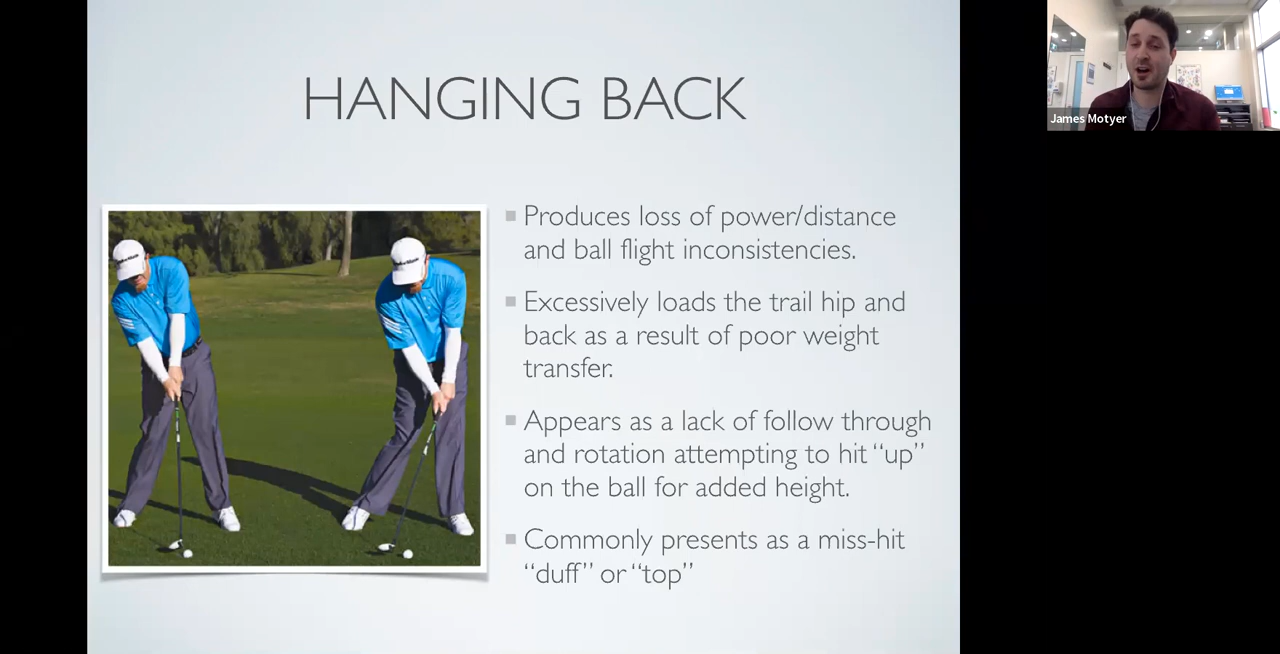 HANGING BACK
Produces loss of power/distance
and ball flight inconsistencies.
Excessively loads the trail hip and
back as a result of poor weight
transfer.
Appears as a lack of follow through
and rotation attempting to hit “up”
on the ball for added height.
Commonly presents as a miss-hit
“duff” or “top”
James Motyer